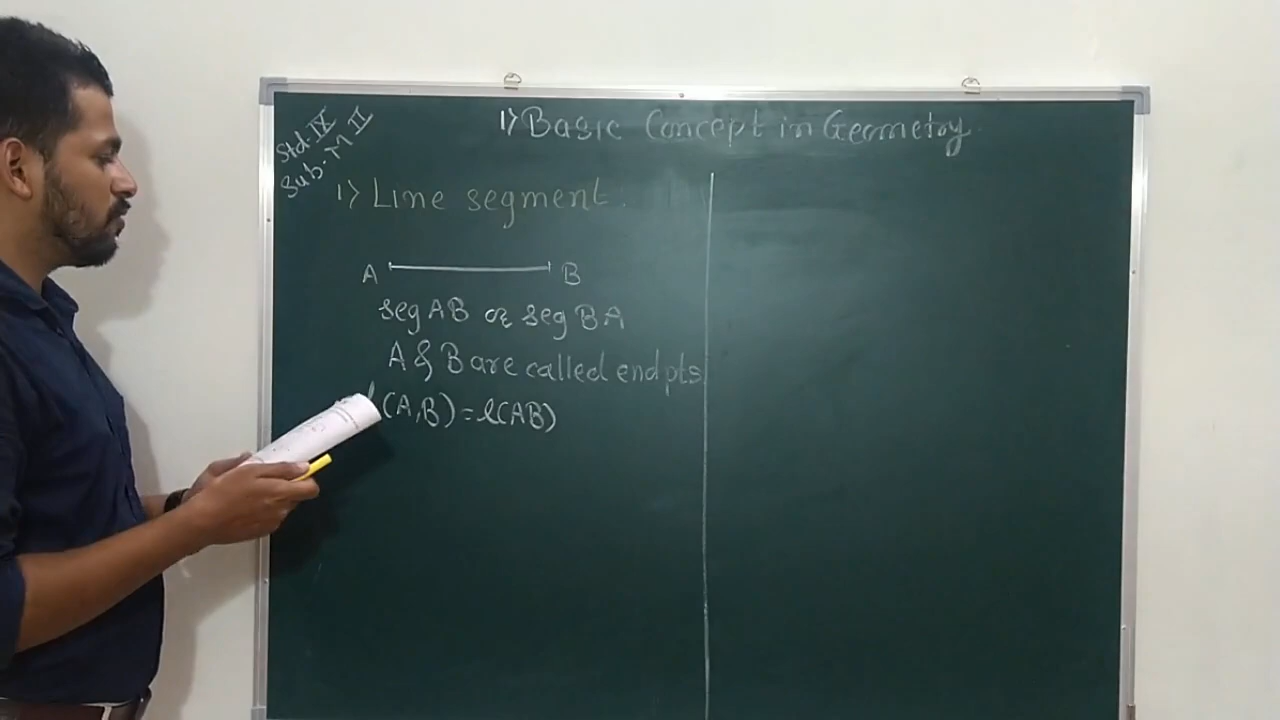 Std. IX
Sub. M II
1) Basic Concept in Geometry
1) Line segment :
A B
seg AB or seg BA
A & B are called end pts
(A,B) = l(AB)